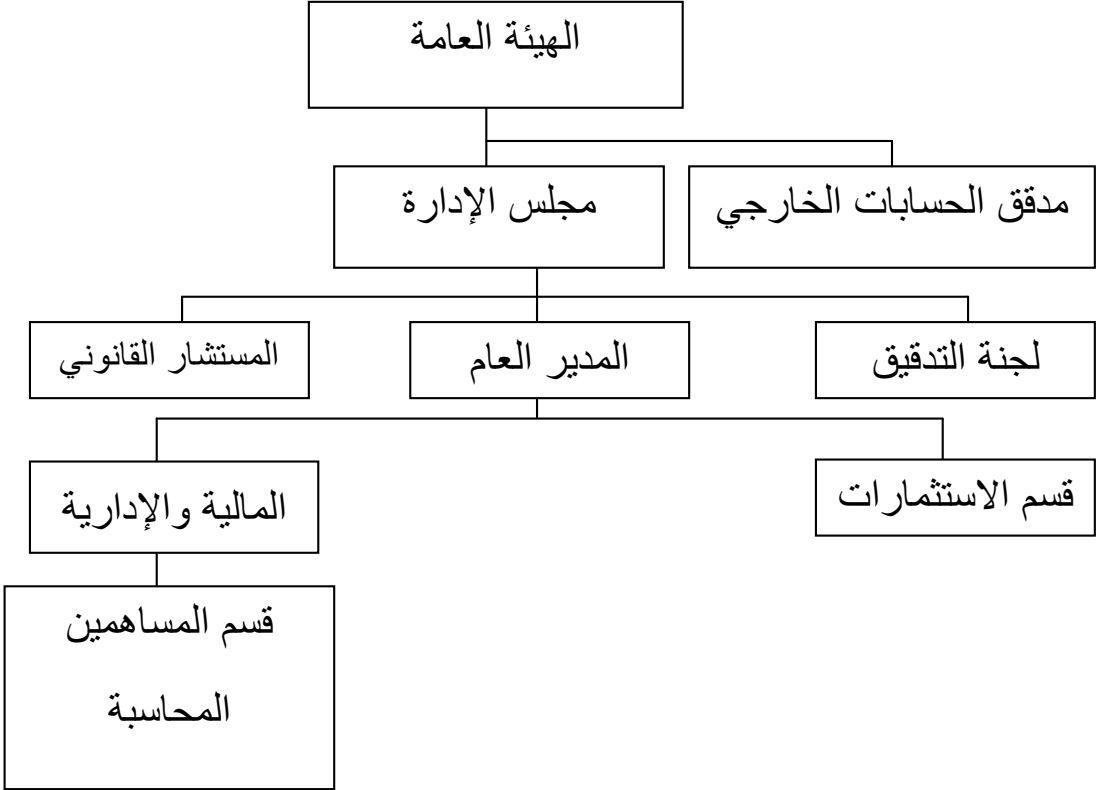 الهيئة العامة
مدقق الحسابات الخارجي
مجلس الإدارة
لجنة التدقيق
المدير العام
المستشار القانوني
قسم الاستثمارات
المالية والإدارية
قسم المساهمين
المحاسبة